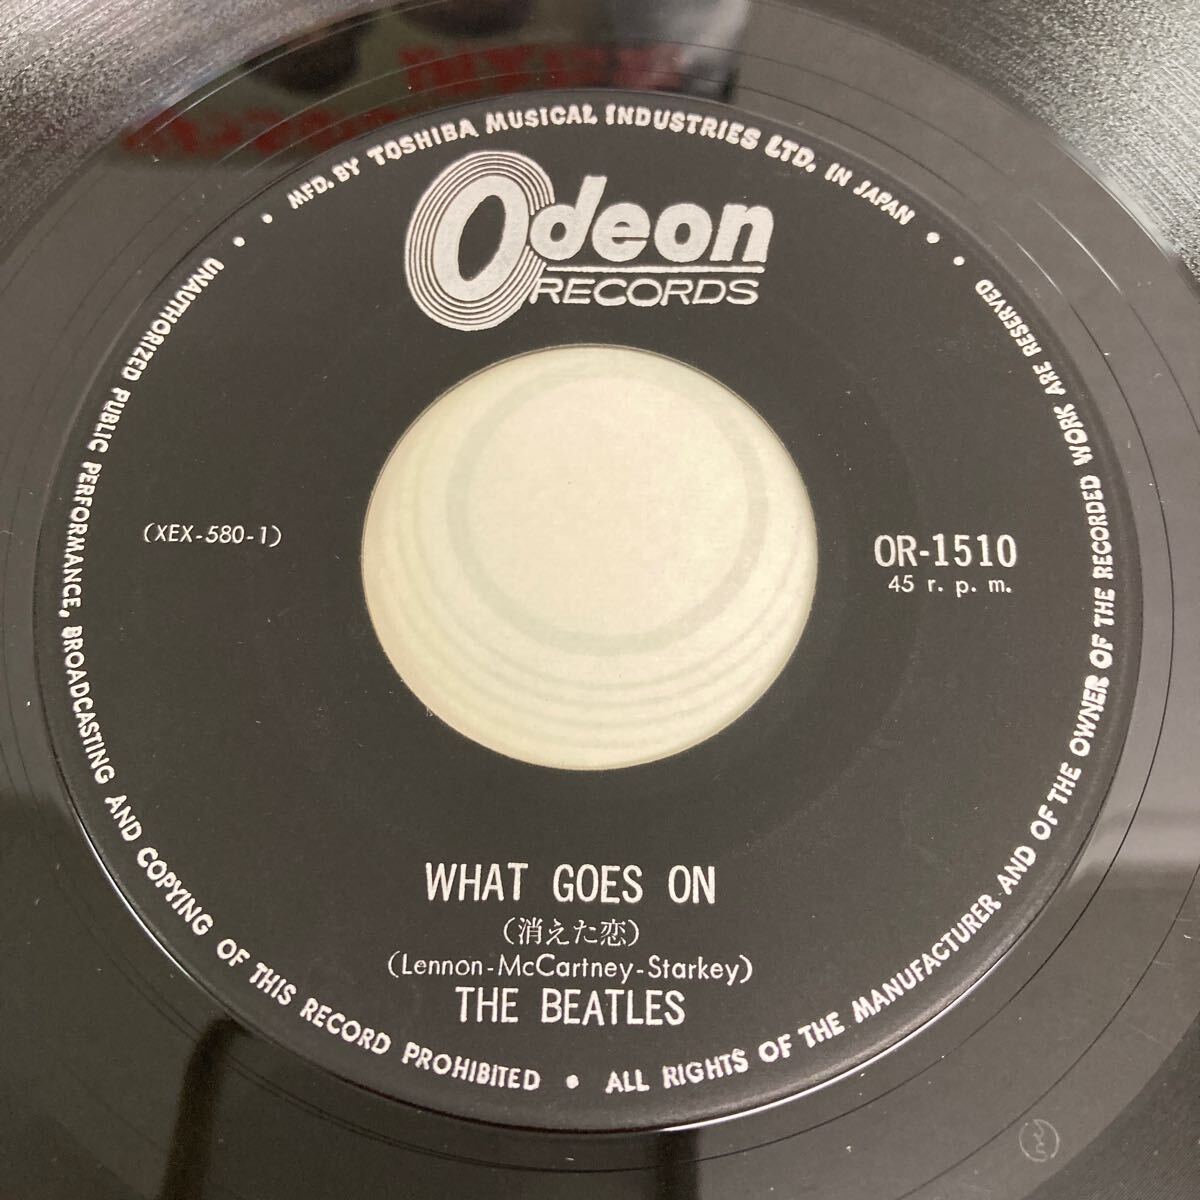 MFD. BY TOSHIBA MUSICAL INDUSTRIES LTD. IN JAPAN
Odeon
RECORDS
(XEX-580-1)
OR-1510
45 r. p. m.
WHAT GOES ON
(消えた恋)
(Lennon-McCartney-Starkey)
THE BEATLES
UNAUTHORIZED PUBLIC PERFORMANCE, BROADCASTING AND COPYING OF THIS RECORD PROHIBITED • ALL RIGHTS OF THE MANUFACTURER AND OF THE OWNER OF THE RECORDED WORK ARE RESERVED